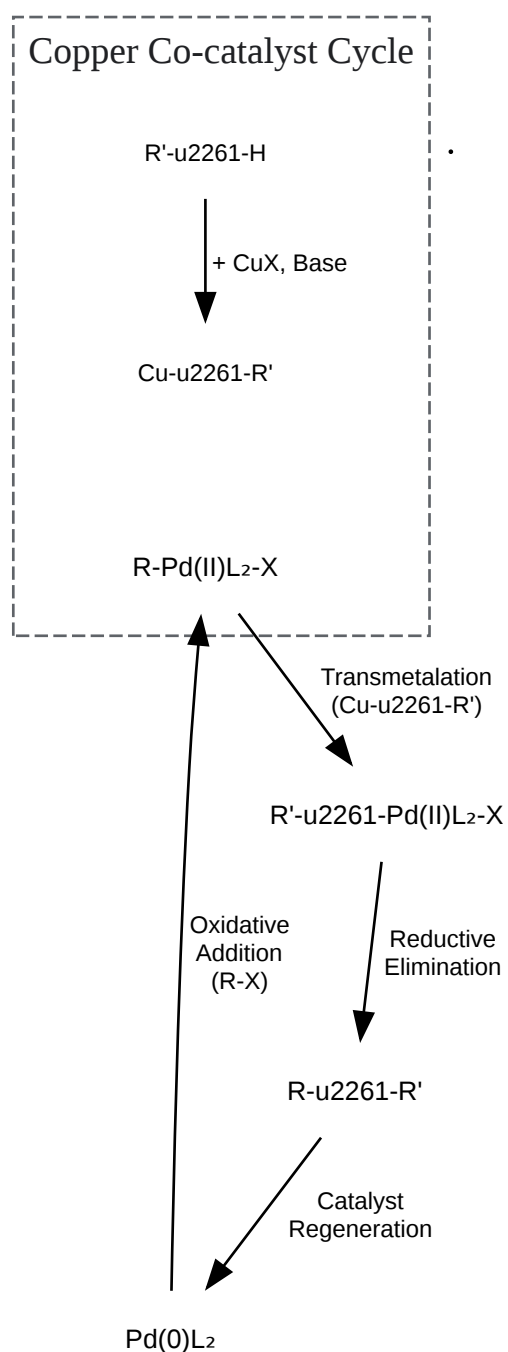 Copper Co-catalyst Cycle
R'-u2261-H
.
+ CuX, Base
Cu-u2261-R'
R-Pd(II)L₂-X
Transmetalation
(Cu-u2261-R')
R'-u2261-Pd(II)L₂-X
Oxidative
Addition
(R-X)
Reductive
Elimination
R-u2261-R'
Catalyst
Regeneration
Pd(0)L₂